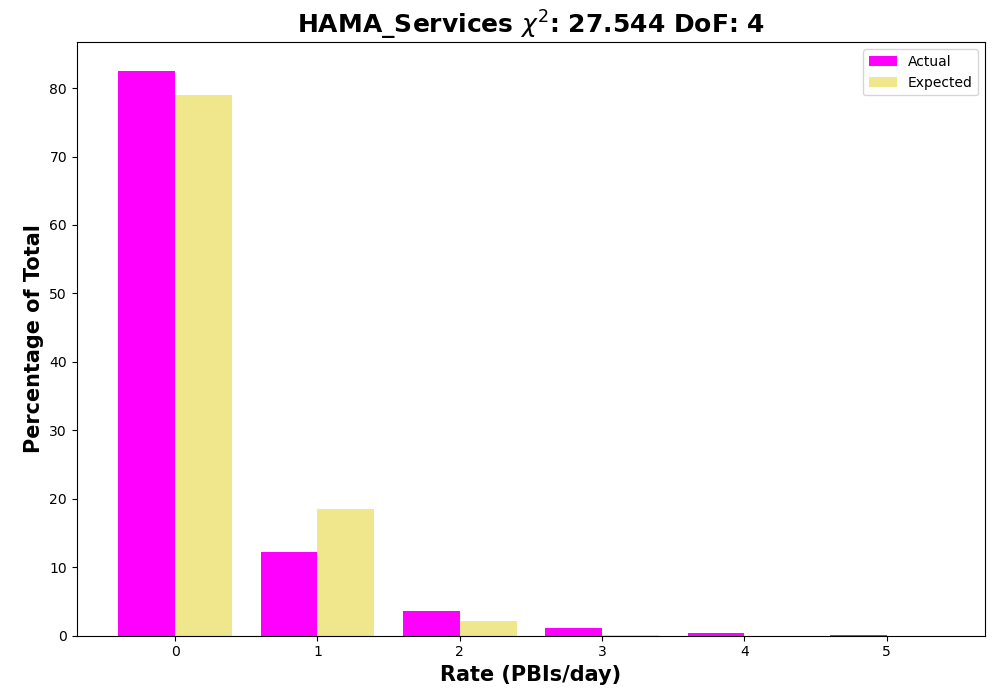 HAMA_Services χ²: 27.544 DoF: 4
Actual
Expected
Percentage of Total
80
70
60
50
40
30
20
10
0
0 1 2 3 4 5
Rate (PBIs/day)